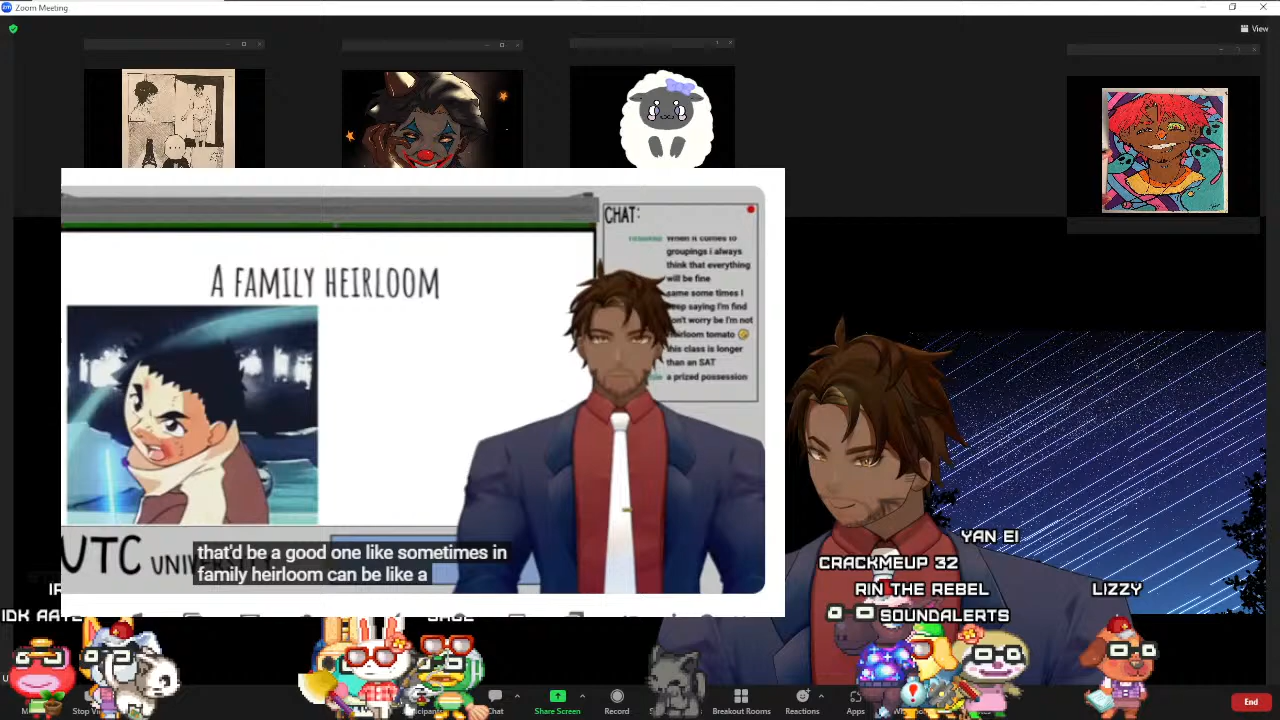 Zoom Meeting
View
CHAT:
When it comes to
groupings i always
think that everything
will be fine
same some times I
keep saying I'm find
don't worry be I'm not
heirloom tomato
this class is longer
than an SAT
a prized possession
A FAMILY HEIRLOOM
UTC
that'd be a good one like sometimes in
family heirloom can be like a
YAN EI
CRACKMEUP 32
RIN THE REBEL
LIZZY
SOUNDALERTS
IDK
Stop
Chat
Share Screen
Record
Breakout Rooms
Reactions
Apps
End